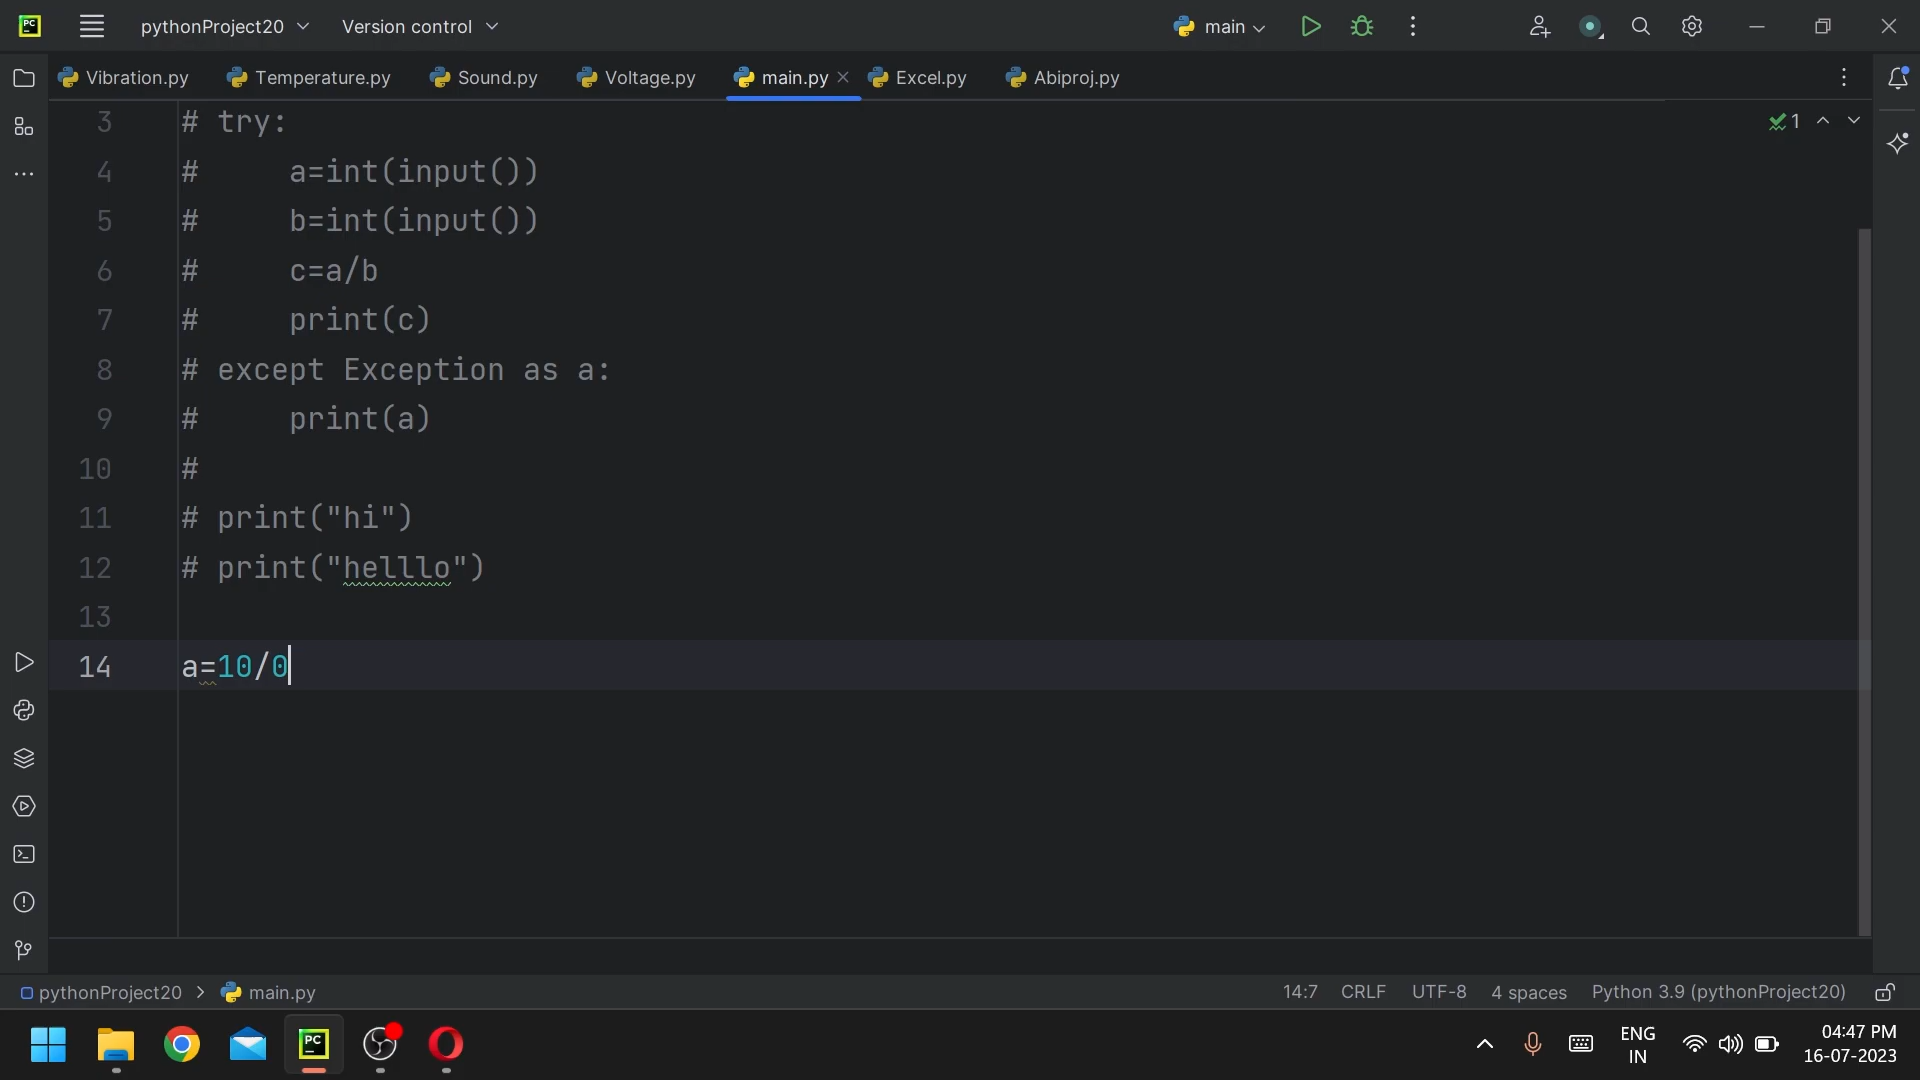 PC pythonProject20 Version control main
Vibration.py Temperature.py Sound.py Voltage.py main.py Excel.py Abiproj.py
3 # try:
1
4 #     a=int(input())
5 #     b=int(input())
6 #     c=a/b
7 #     print(c)
8 # except Exception as a:
9 #     print(a)
10 #
11 # print("hi")
12 # print("helllo")
13
14 a=10/0
pythonProject20 > main.py 14:7 CRLF UTF-8 4 spaces Python 3.9 (pythonProject20)
PC ENG 04:47 PM
IN 16-07-2023